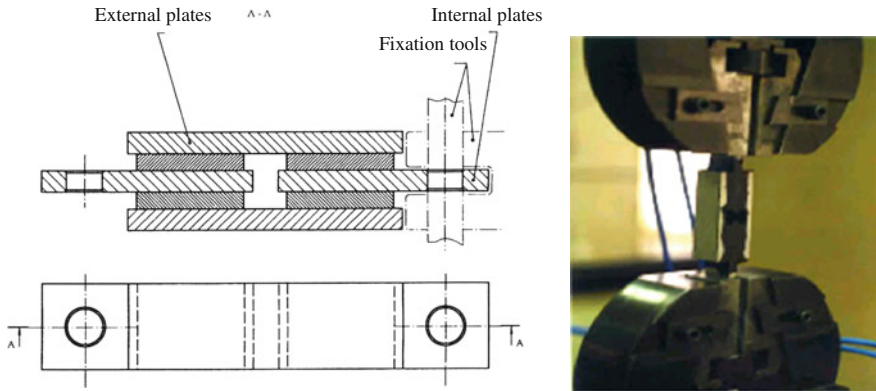 External plates
A-A
Internal plates
Fixation tools
A
A